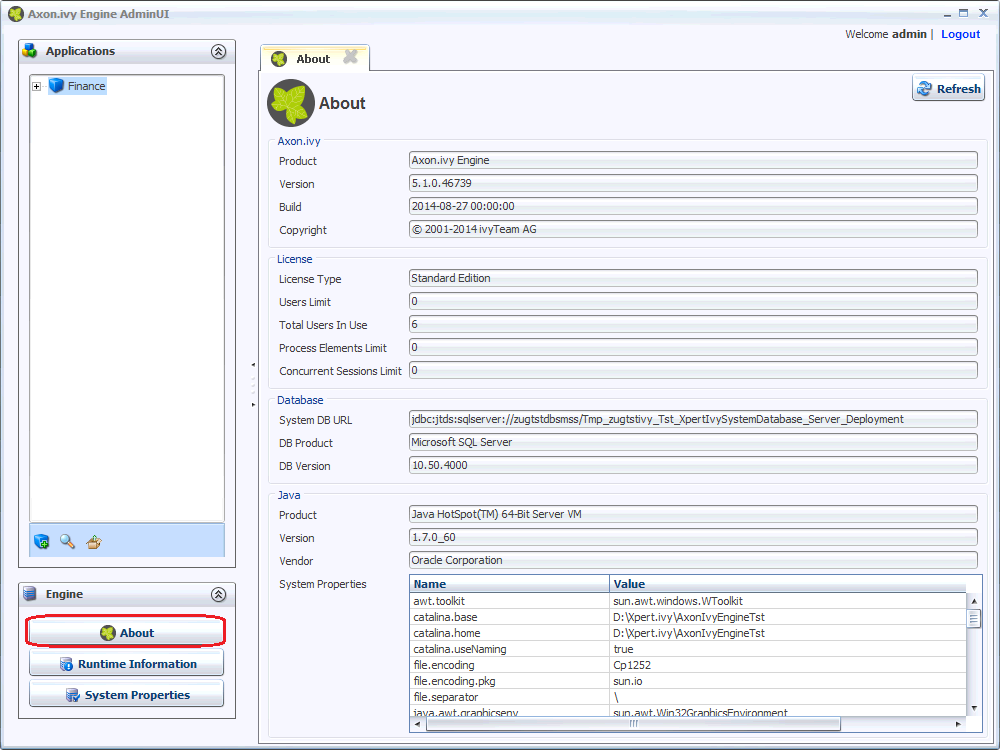 Axon.ivy Engine AdminUI
Welcome admin | Logout
Applications
Finance
Engine
About
Runtime Information
System Properties
About
About
Refresh
Axon.ivy
Product Axon.ivy Engine
Version 5.1.0.46739
Build 2014-08-27 00:00:00
Copyright © 2001-2014 ivyTeam AG
License
License Type Standard Edition
Users Limit 0
Total Users In Use 6
Process Elements Limit 0
Concurrent Sessions Limit 0
Database
System DB URL jdbc:jtds:sqlserver://zugtstdbsmss/Tmp_zugtstivy_Tst_XpertIvySystemDatabase_Server_Deployment
DB Product Microsoft SQL Server
DB Version 10.50.4000
Java
Product Java HotSpot(TM) 64-Bit Server VM
Version 1.7.0_60
Vendor Oracle Corporation
System Properties
Name Value
awt.toolkit sun.awt.windows.WToolkit
catalina.base D:\Xpert.ivy\AxonIvyEngineTst
catalina.home D:\Xpert.ivy\AxonIvyEngineTst
catalina.useNaming true
file.encoding Cp1252
file.encoding.pkg sun.io
file.separator \
java.awt.graphicsenv sun.awt.Win32GraphicsEnvironment